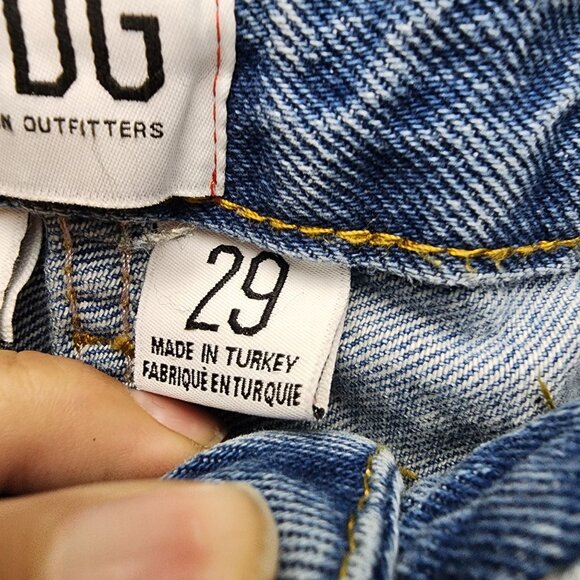 DG
N OUTFITTERS
29
MADE IN TURKEY
FABRIQUÈ EN TURQUIE